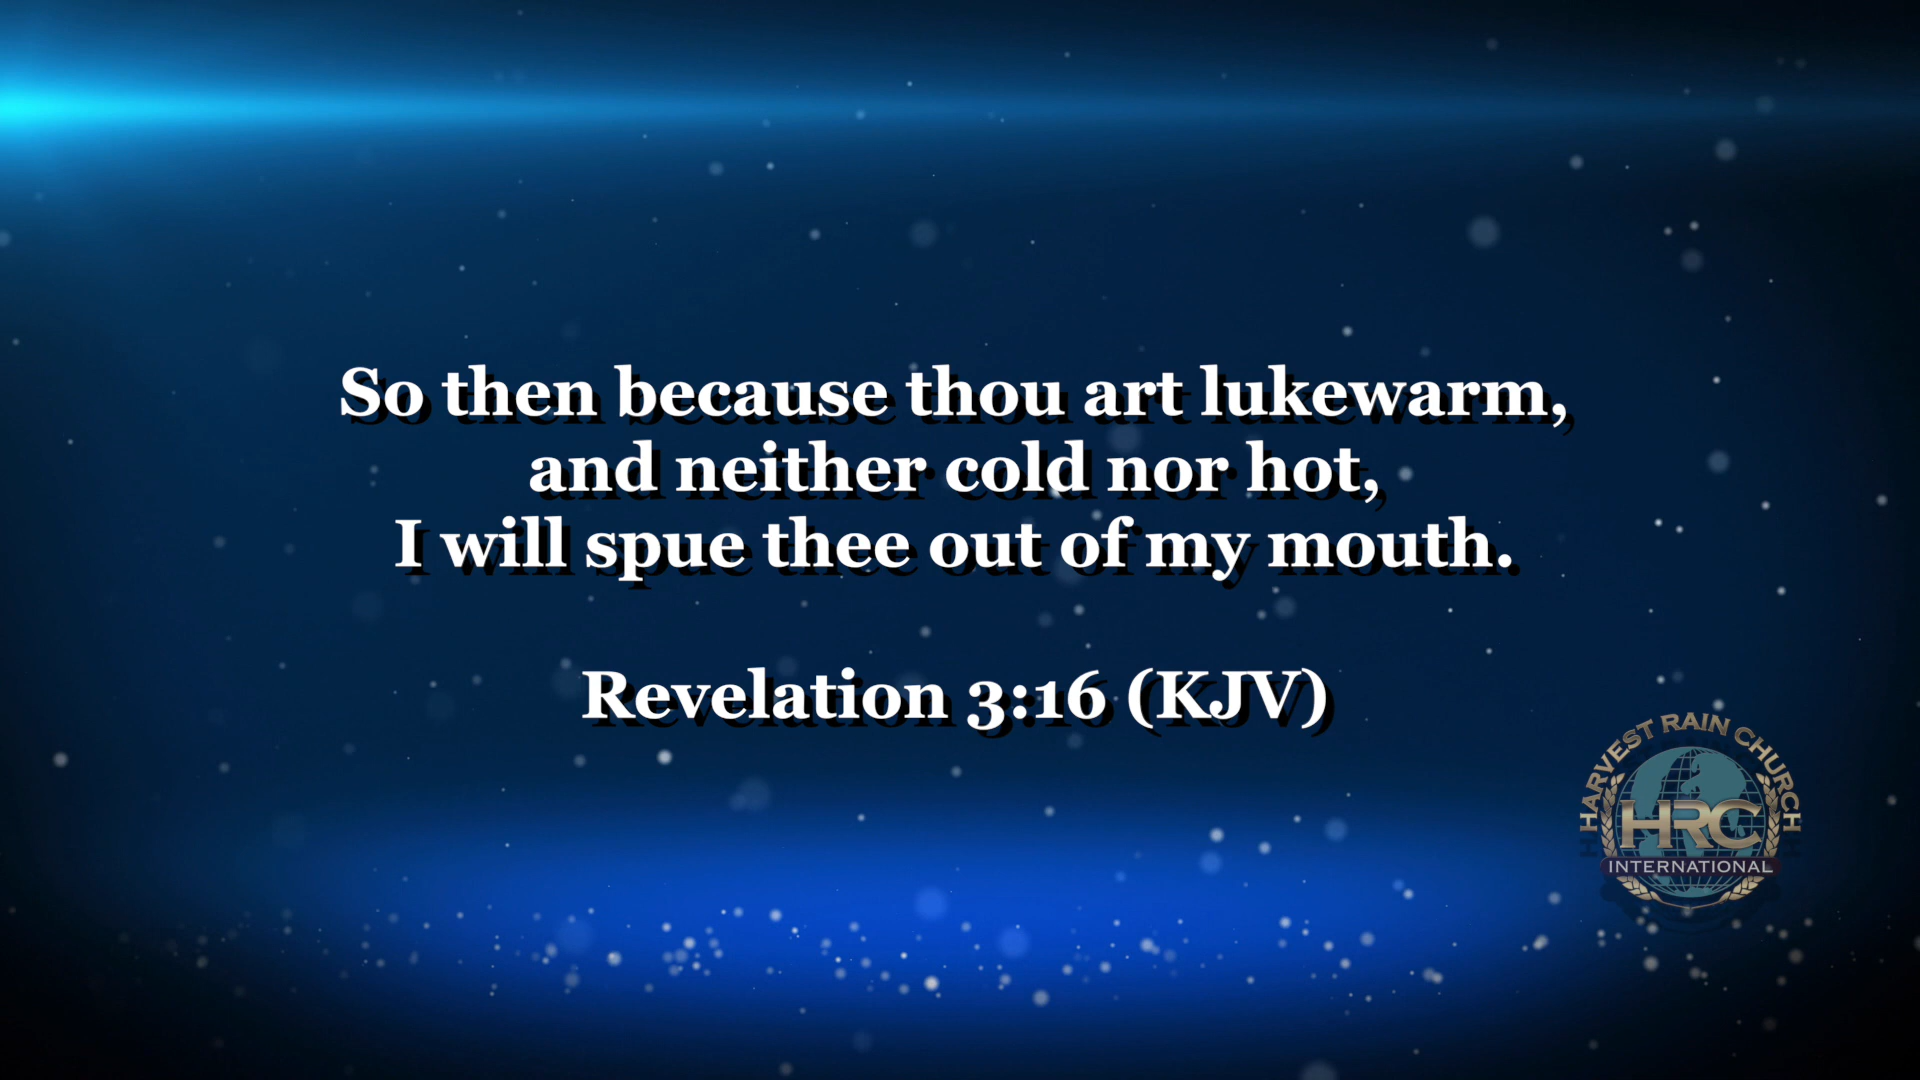 So then because thou art lukewarm,
and neither cold nor hot,
I will spue thee out of my mouth.
Revelation 3:16 (KJV)
HARVEST RAIN CHURCH
HRC
INTERNATIONAL